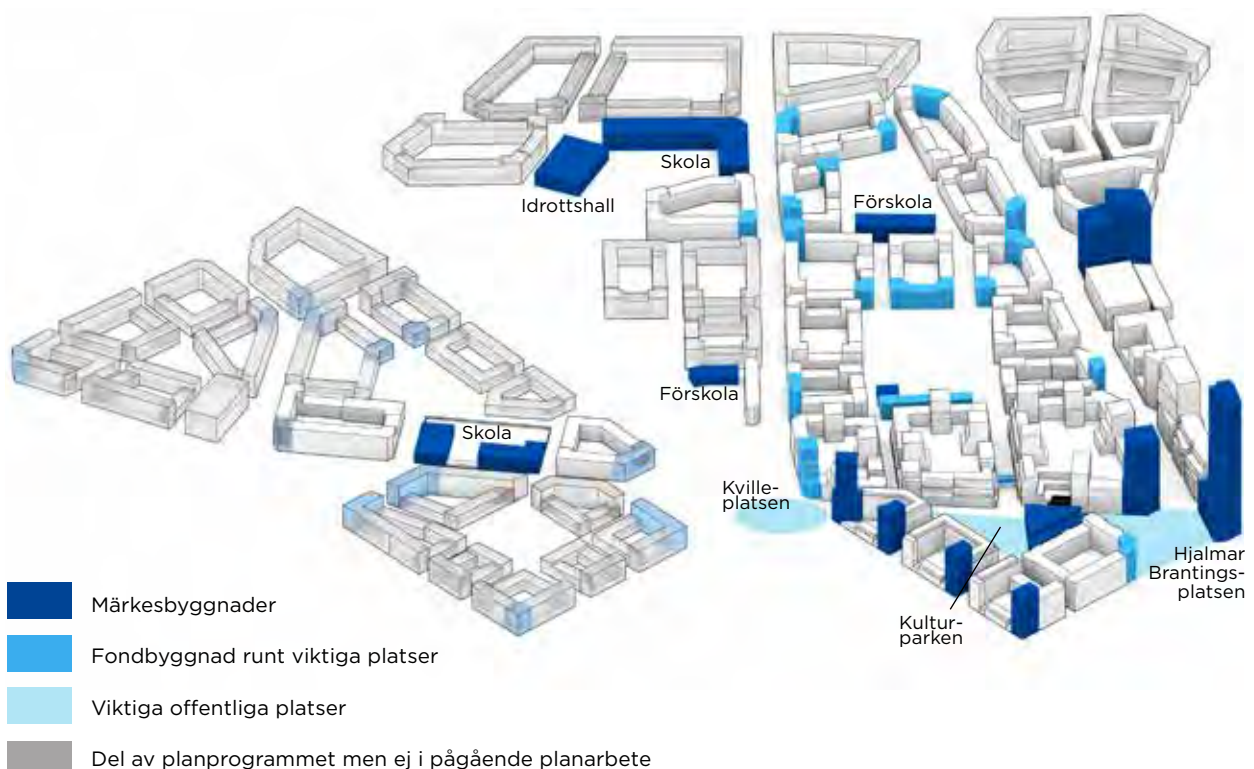 Skola
Idrottshall
Förskola
Förskola
Skola
Kville-
platsen
Hjalmar
Brantings-
platsen
Kultur-
parken
Märkesbyggnader
Fondbyggnad runt viktiga platser
Viktiga offentliga platser
Del av planprogrammet men ej i pågående planarbete